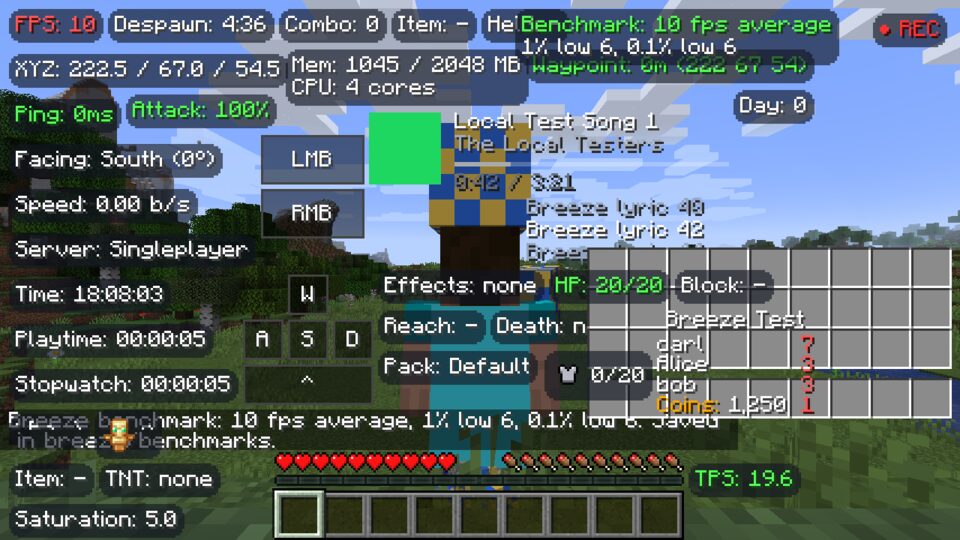 FPS: 10
Despawn: 4:36
Combo: 0
Item: -
Benchmark: 10 fps average
1% low 6, 0.1% low 6
REC
XYZ: 222.5 / 67.0 / 54.5
Mem: 1045 / 2048 MB
CPU: 4 cores
Waypoint: 0m (222 67 54)
Day: 0
Ping: 0ms
Attack: 100%
Local Test Song 1
The Local Testers
LMB
Facing: South (0°)
0:42 / 3:21
Speed: 0.00 b/s
RMB
Breeze lyric 40
Breeze lyric 42
Server: Singleplayer
Effects: none
HP: 20/20
Block: -
Time: 18:08:03
W
Reach: -
Breeze Test
Playtime: 00:00:05
A
S
D
darl 7
Alice 3
Pack: Default
0/20
Stopwatch: 00:00:05
^
bob 3
Coins: 1,250 1
Breeze benchmark: 10 fps average, 1% low 6, 0.1% low 6. Saved
benchmarks.
Item: -
TNT: none
TPS: 19.6
Saturation: 5.0